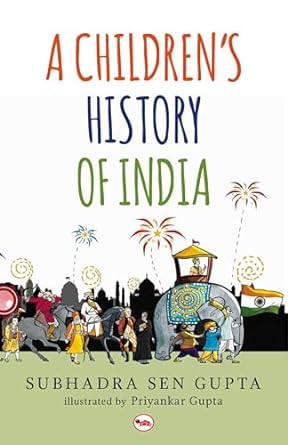 A CHILDREN'S
HISTORY
OF INDIA
SUBHADRA SEN GUPTA
illustrated by Priyankar Gupta